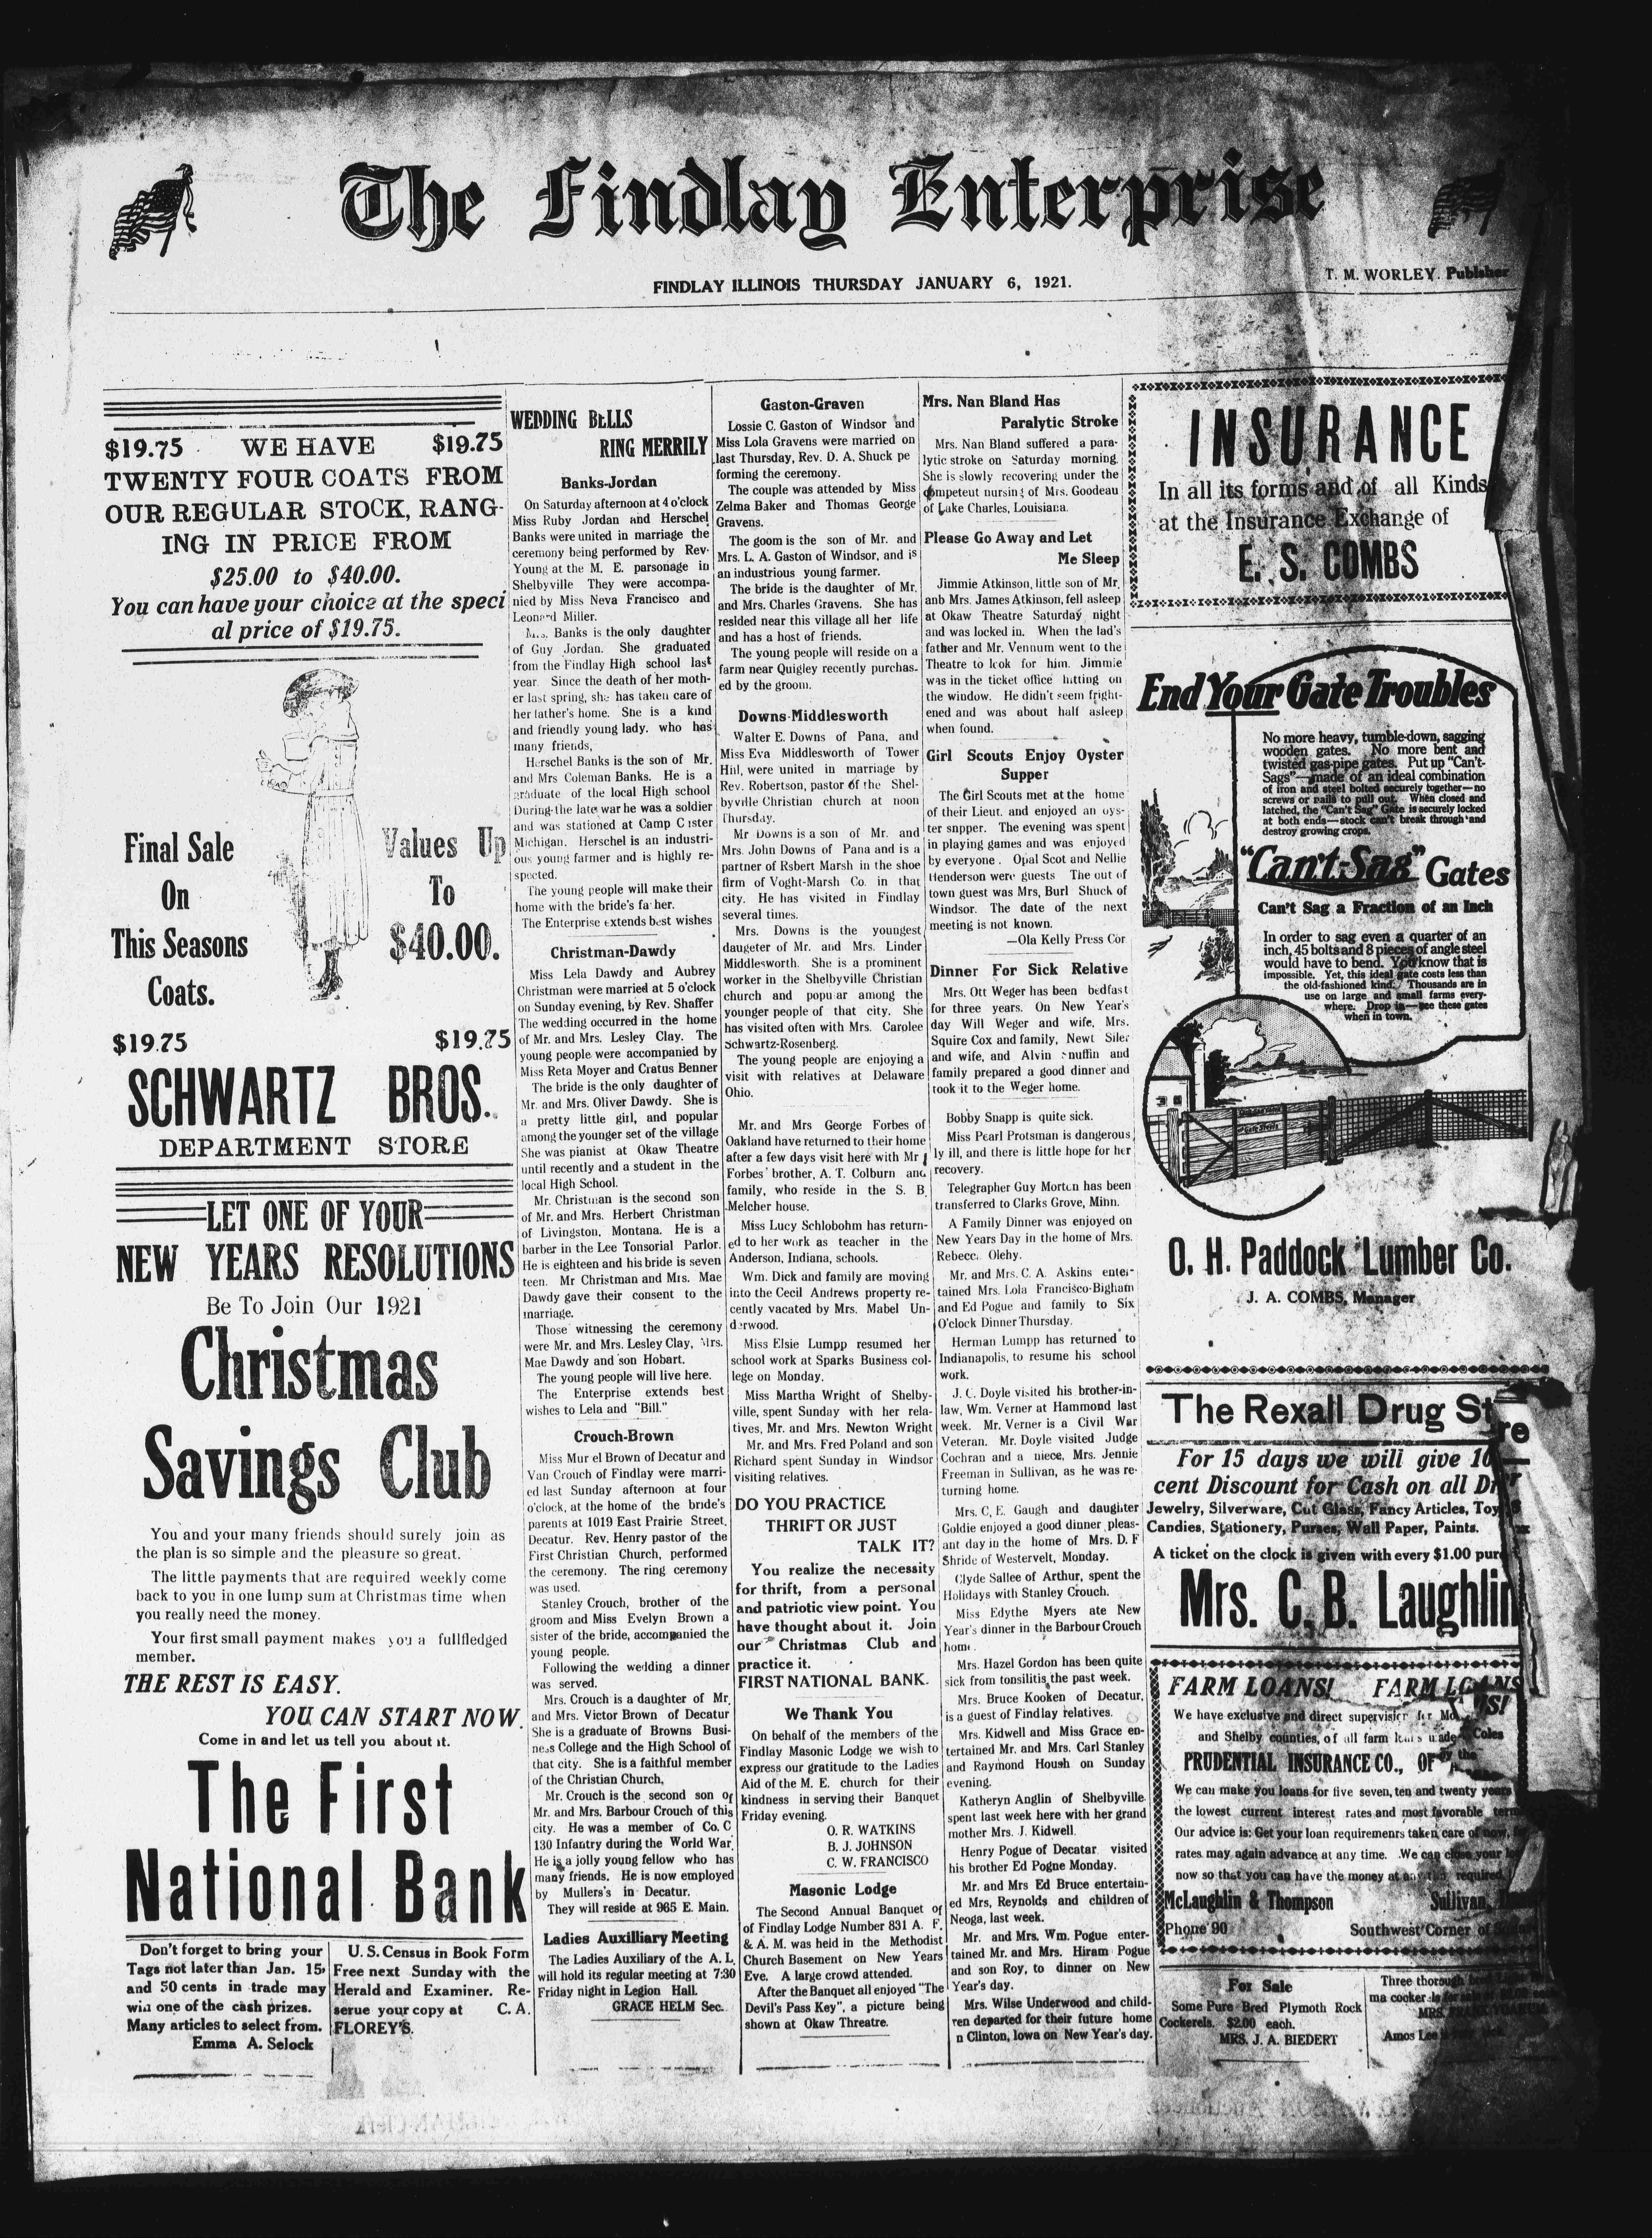 The Findlay Enterprise
T. M. WORLEY. Publsher
FINDLAY ILLINOIS THURSDAY JANUARY 6, 1921.
$19.75 WE HAVE $19.75
TWENTY FOUR COATS FROM
OUR REGULAR STOCK, RANG-
ING IN PRICE FROM
$25.00 to $40.00.
You can have your choice at the speci
al price of $19.75.
Final Sale
On
This Seasons
Coats.
Values Up
To
$40.00.
$19.75 $19.75
SCHWARTZ BROS.
DEPARTMENT STORE
LET ONE OF YOUR
NEW YEARS RESOLUTIONS
Be To Join Our 1921
Christmas
Savings Club
You and your many friends should surely join as
the plan is so simple and the pleasure so great.
The little payments that are required weekly come
back to you in one lump sum at Christmas time when
you really need the money.
Your first small payment makes you a fullfledged
member.
THE REST IS EASY.
YOU CAN START NOW.
Come in and let us tell you about it.
The First
National Bank
Don't forget to bring your
Tags not later than Jan. 15
and 50 cents in trade may
win one of the cash prizes.
Many articles to select from.
Emma A. Selock
U. S. Census in Book Form
Free next Sunday with the
Herald and Examiner. Re-
serue your copy at C. A.
FLOREY'S.
WEDDING BELLS
RING MERRILY
Banks-Jordan
On Saturday afternoon at 4 o'clock
Miss Ruby Jordan and Herschel
Banks were united in marriage the
ceremony being performed by Rev.
Young at the M. E. parsonage in
Shelbyville They were accompa-
nied by Miss Neva Francisco and
Leonard Miller.
Mrs. Banks is the only daughter
of Guy Jordan. She graduated
from the Findlay High school last
year. Since the death of her moth-
er last spring, she has taken care of
her father's home. She is a kind
and friendly young lady. who has
many friends,
Herschel Banks is the son of Mr.
and Mrs Coleman Banks. He is a
graduate of the local High school
During the late war he was a soldier
and was stationed at Camp Custer
Michigan. Herschel is an industri-
ous young farmer and is highly re-
spected.
The young people will make their
home with the bride's father.
The Enterprise extends best wishes
Christman-Dawdy
Miss Lela Dawdy and Aubrey
Christman were married at 5 o'clock
on Sunday evening, by Rev. Shaffer
The wedding occurred in the home
of Mr. and Mrs. Lesley Clay. The
young people were accompanied by
Miss Reta Moyer and Cratus Benner
The bride is the only daughter of
Mr. and Mrs. Oliver Dawdy. She is
a pretty little girl, and popular
among the younger set of the village
She was pianist at Okaw Theatre
until recently and a student in the
local High School.
Mr. Christman is the second son
of Mr. and Mrs. Herbert Christman
of Livingston, Montana. He is a
barber in the Lee Tonsorial Parlor.
He is eighteen and his bride is seven
teen. Mr Christman and Mrs. Mae
Dawdy gave their consent to the
marriage.
Those witnessing the ceremony
were Mr. and Mrs. Lesley Clay, Mrs.
Mae Dawdy and son Hobart.
The young people will live here.
The Enterprise extends best
wishes to Lela and "Bill."
Crouch-Brown
Miss Mur el Brown of Decatur and
Van Crouch of Findlay were marri-
ed last Sunday afternoon at four
o'clock, at the home of the bride's
parents at 1019 East Prairie Street,
Decatur. Rev. Henry pastor of the
First Christian Church, performed
the ceremony. The ring ceremony
was used.
Stanley Crouch, brother of the
groom and Miss Evelyn Brown a
sister of the bride, accompanied the
young people.
Following the wedding a dinner
was served.
Mrs. Crouch is a daughter of Mr.
and Mrs. Victor Brown of Decatur
She is a graduate of Browns Busi-
ness College and the High School of
that city. She is a faithful member
of the Christian Church,
Mr. Crouch is the second son of
Mr. and Mrs. Barbour Crouch of this
city. He was a member of Co. C
130 Infantry during the World War.
He is a jolly young fellow who has
many friends. He is now employed
by Mullers's in Decatur.
They will reside at 965 E. Main.
Ladies Auxilliary Meeting
The Ladies Auxiliary of the A. L.
will hold its regular meeting at 7:30
Friday night in Legion Hall.
GRACE HELM Sec.
Gaston-Graven
Lossie C. Gaston of Windsor and
Miss Lola Gravens were married on
last Thursday, Rev. D. A. Shuck pe
forming the ceremony.
The couple was attended by Miss
Zelma Baker and Thomas George
Gravens.
The goom is the son of Mr. and
Mrs. L. A. Gaston of Windsor, and is
an industrious young farmer.
The bride is the daughter of Mr.
and Mrs. Charles Gravens. She has
resided near this village all her life
and has a host of friends.
The young people will reside on a
farm near Quigley recently purchas-
ed by the groom.
Downs-Middlesworth
Walter E. Downs of Pana, and
Miss Eva Middlesworth of Tower
Hill, were united in marriage by
Rev. Robertson, pastor of the Shel-
byville Christian church at noon
Thursday.
Mr Downs is a son of Mr. and
Mrs. John Downs of Pana and is a
partner of Rsbert Marsh in the shoe
firm of Voght-Marsh Co. in that
city. He has visited in Findlay
several times.
Mrs. Downs is the youngest
daugeter of Mr. and Mrs. Linder
Middlesworth. She is a prominent
worker in the Shelbyville Christian
church and popu ar among the
younger people of that city. She
has visited often with Mrs. Carolee
Schwartz-Rosenberg.
The young people are enjoying a
visit with relatives at Delaware
Ohio.
Mr. and Mrs George Forbes of
Oakland have returned to their home
after a few days visit here with Mr
Forbes' brother, A. T. Colburn and
family, who reside in the S. B.
Melcher house.
Miss Lucy Schlobohm has return-
ed to her work as teacher in the
Anderson, Indiana, schools.
Wm. Dick and family are moving
into the Cecil Andrews property re-
cently vacated by Mrs. Mabel Un-
derwood.
Miss Elsie Lumpp resumed her
school work at Sparks Business col-
lege on Monday.
Miss Martha Wright of Shelby-
ville, spent Sunday with her rela-
tives, Mr. and Mrs. Newton Wright
Mr. and Mrs. Fred Poland and son
Richard spent Sunday in Windsor
visiting relatives.
DO YOU PRACTICE
THRIFT OR JUST
TALK IT?
You realize the necessity
for thrift, from a personal
and patriotic view point. You
have thought about it. Join
our Christmas Club and
practice it.
FIRST NATIONAL BANK.
We Thank You
On behalf of the members of the
Findlay Masonic Lodge we wish to
express our gratitude to the Ladies
Aid of the M. E. church for their
kindness in serving their Banquet
Friday evening.
O. R. WATKINS
B. J. JOHNSON
C. W. FRANCISCO
Masonic Lodge
The Second Annual Banquet of
of Findlay Lodge Number 831 A. F.
& A. M. was held in the Methodist
Church Basement on New Years
Eve. A large crowd attended.
After the Banquet all enjoyed "The
Devil's Pass Key", a picture being
shown at Okaw Threatre.
Mrs. Nan Bland Has
Paralytic Stroke
Mrs. Nan Bland suffered a para-
lytic stroke on Saturday morning.
She is slowly recovering under the
competeut nursing of Mrs. Goodeau
of Lake Charles, Louisiana.
Please Go Away and Let
Me Sleep
Jimmie Atkinson, little son of Mr.
anb Mrs. James Atkinson, fell asleep
at Okaw Theatre Saturday night
and was locked in. When the lad's
father and Mr. Vennum went to the
Theatre to look for him. Jimmie
was in the ticket office hitting on
the window. He didn't seem fright-
ened and was about half asleep
when found.
Girl Scouts Enjoy Oyster
Supper
The Girl Scouts met at the home
of their Lieut. and enjoyed an oys-
ter snpper. The evening was spent
in playing games and was enjoyed
by everyone. Opal Scot and Nellie
Henderson were guests The out of
town guest was Mrs, Burl Shuck of
Windsor. The date of the next
meeting is not known.
—Ola Kelly Press Cor
Dinner For Sick Relative
Mrs. Ott Weger has been bedfast
for three years. On New Year's
day Will Weger and wife, Mrs.
Squire Cox and family, Newt Siler
and wife, and Alvin nuffin and
family prepared a good dinner and
took it to the Weger home.
Bobby Snapp is quite sick.
Miss Pearl Protsman is dangerous
ly ill, and there is little hope for her
recovery.
Telegrapher Guy Morten has been
transferred to Clarks Grove, Minn.
A Family Dinner was enjoyed on
New Years Day in the home of Mrs.
Rebecc. Olehy.
Mr. and Mrs. C. A. Askins enter-
tained Mrs. Lola Francisco-Bigham
and Ed Pogue and family to Six
O'clock Dinner Thursday.
Herman Lumpp has returned to
Indianapolis, to resume his school
work.
J. C. Doyle visited his brother-in-
law, Wm. Verner at Hammond last
week. Mr. Verner is a Civil War
Veteran. Mr. Doyle visited Judge
Cochran and a niece, Mrs. Jennie
Freeman in Sullivan, as he was re-
turning home.
Mrs. C. E. Gaugh and daughter
Goldie enjoyed a good dinner pleas-
ant day in the home of Mrs. D. F
Shride of Westervelt, Monday.
Clyde Sallee of Arthur, spent the
Holidays with Stanley Crouch.
Miss Edythe Myers ate New
Year's dinner in the Barbour Crouch
home.
Mrs. Hazel Gordon has been quite
sick from tonsilitis the past week.
Mrs. Bruce Kooken of Decatur,
is a guest of Findlay relatives.
Mrs. Kidwell and Miss Grace en-
tertained Mr. and Mrs. Carl Stanley
and Raymond Housh on Sunday
evening.
Katheryn Anglin of Shelbyville
spent last week here with her grand
mother Mrs. J. Kidwell.
Henry Pogue of Decatar visited
his brother Ed Pogne Monday.
Mr. and Mrs Ed Bruce entertain-
ed Mrs, Reynolds and children of
Neoga, last week.
Mr. and Mrs. Wm. Pogue enter-
tained Mr. and Mrs. Hiram Pogue
and son Roy, to dinner on New
Year's day.
Mrs. Wilse Underwood and child-
ren departed for their future home
n Clinton, Iowa on New Year's day.
INSURANCE
In all its forms and of all Kinds
at the Insurance Exchange of
E. S. COMBS
End Your Gate Troubles
No more heavy, tumble-down, sagging
wooden gates. No more bent and
twisted gas-pipe gates. Put up "Can't-
Sags"—made of an ideal combination
of iron and steel bolted securely together—no
screws or nails to pull out. When closed and
latched, the "Can't Sag" Gate is securely locked
at both ends—stock can't break through and
destroy growing crops.
"Can't-Sag" Gates
Can't Sag a Fraction of an Inch
In order to sag even a quarter of an
inch, 45 bolts and 8 pieces of angle steel
would have to bend. You know that is
impossible. Yet, this ideal gate costs less than
the old-fashioned kind. Thousands are in
use on large and small farms every-
where. Drop in—see these gates
when in town.
O. H. Paddock Lumber Co.
J. A. COMBS, Manager
The Rexall Drug St re
For 15 days we will give 10
cent Discount for Cash on all
Jewelry, Silverware, Cut Glass, Fancy Articles, Toy
Candies, Stationery, Purses, Wall Paper, Paints.
A ticket on the clock is given with every $1.00 pur
Mrs. C. B. Laughlin
FARM LOANS! FARM LOANS
We have exclusive and direct supervision for
and Shelby counties, of all farm loans made by the
PRUDENTIAL INSURANCE CO., OF
We can make you loans for five seven, ten and twenty years
the lowest current interest rates and most favorable
Our advice is: Get your loan requiremenrs taken care of now,
rates may again advance at any time. We can close your
now so that you can have the money at any required.
McLaughlin & Thompson Sullivan,
Phone 90 Southwest Corner of
For Sale
Some Pure Bred Plymoth Rock
Cockerels. $2.00 each.
MRS. J. A. BIEDERT
Three thorough
ma cooker is for
MRS.
Amos Lee